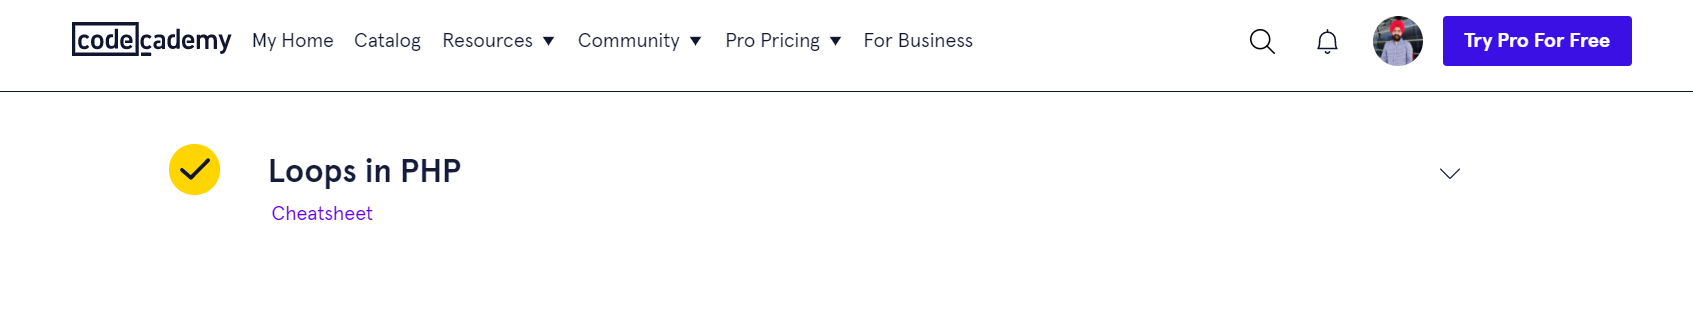 codecademy My Home Catalog Resources Community Pro Pricing For Business Try Pro For Free
Loops in PHP
Cheatsheet